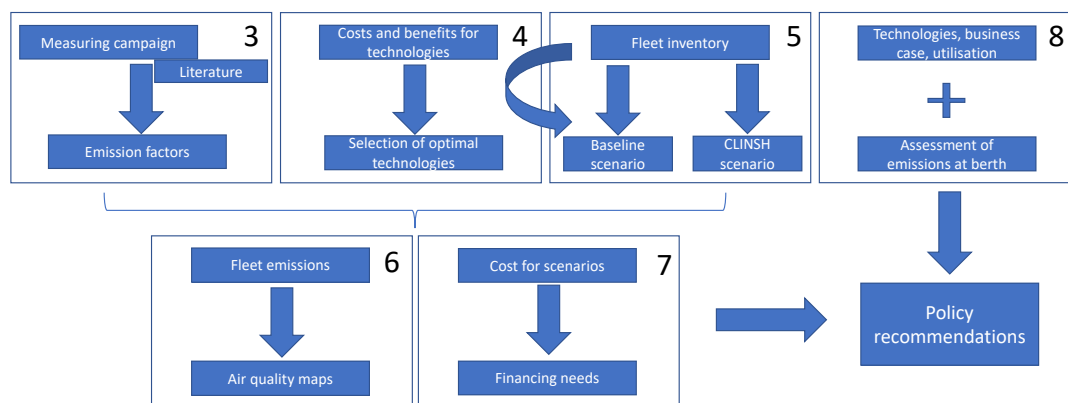 Measuring campaign
3
Literature
Emission factors
Costs and benefits for
technologies
4
Selection of optimal
technologies
Fleet inventory
5
Baseline
scenario
CLINSH
scenario
Technologies, business
case, utilisation
8
Assessment of
emissions at berth
Fleet emissions
6
Air quality maps
Cost for scenarios
7
Financing needs
Policy
recommendations